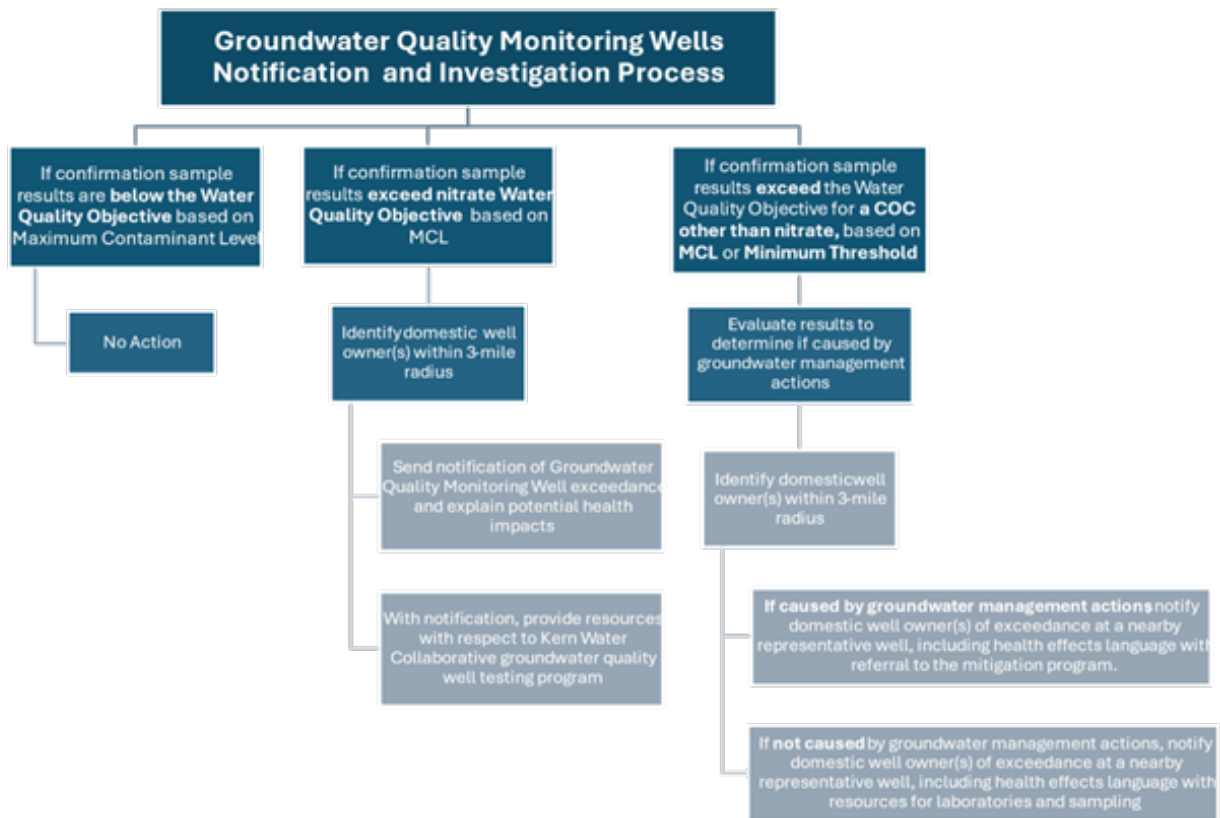 Groundwater Quality Monitoring Wells
Notification and Investigation Process
If confirmation sample
results are below the Water
Quality Objective based on
Maximum Contaminant Level
No Action
If confirmation sample
results exceed nitrate Water
Quality Objective based on
MCL
Identify domestic well
owner(s) within 3-mile
radius
Send notification of Groundwater
Quality Monitoring Well exceedance
and explain potential health
impacts
With notification, provide resources
with respect to Kern Water
Collaborative groundwater quality
well testing program
If confirmation sample
results exceed the Water
Quality Objective for a COC
other than nitrate, based on
MCL or Minimum Threshold
Evaluate results to
determine if caused by
groundwater management
actions
Identify domestic well
owner(s) within 3-mile
radius
If caused by groundwater management actions notify
domestic well owner(s) of exceedance at a nearby
representative well, including health effects language with
referral to the mitigation program.
If not caused by groundwater management actions, notify
domestic well owner(s) of exceedance at a nearby
representative well, including health effects language with
resources for laboratories and sampling